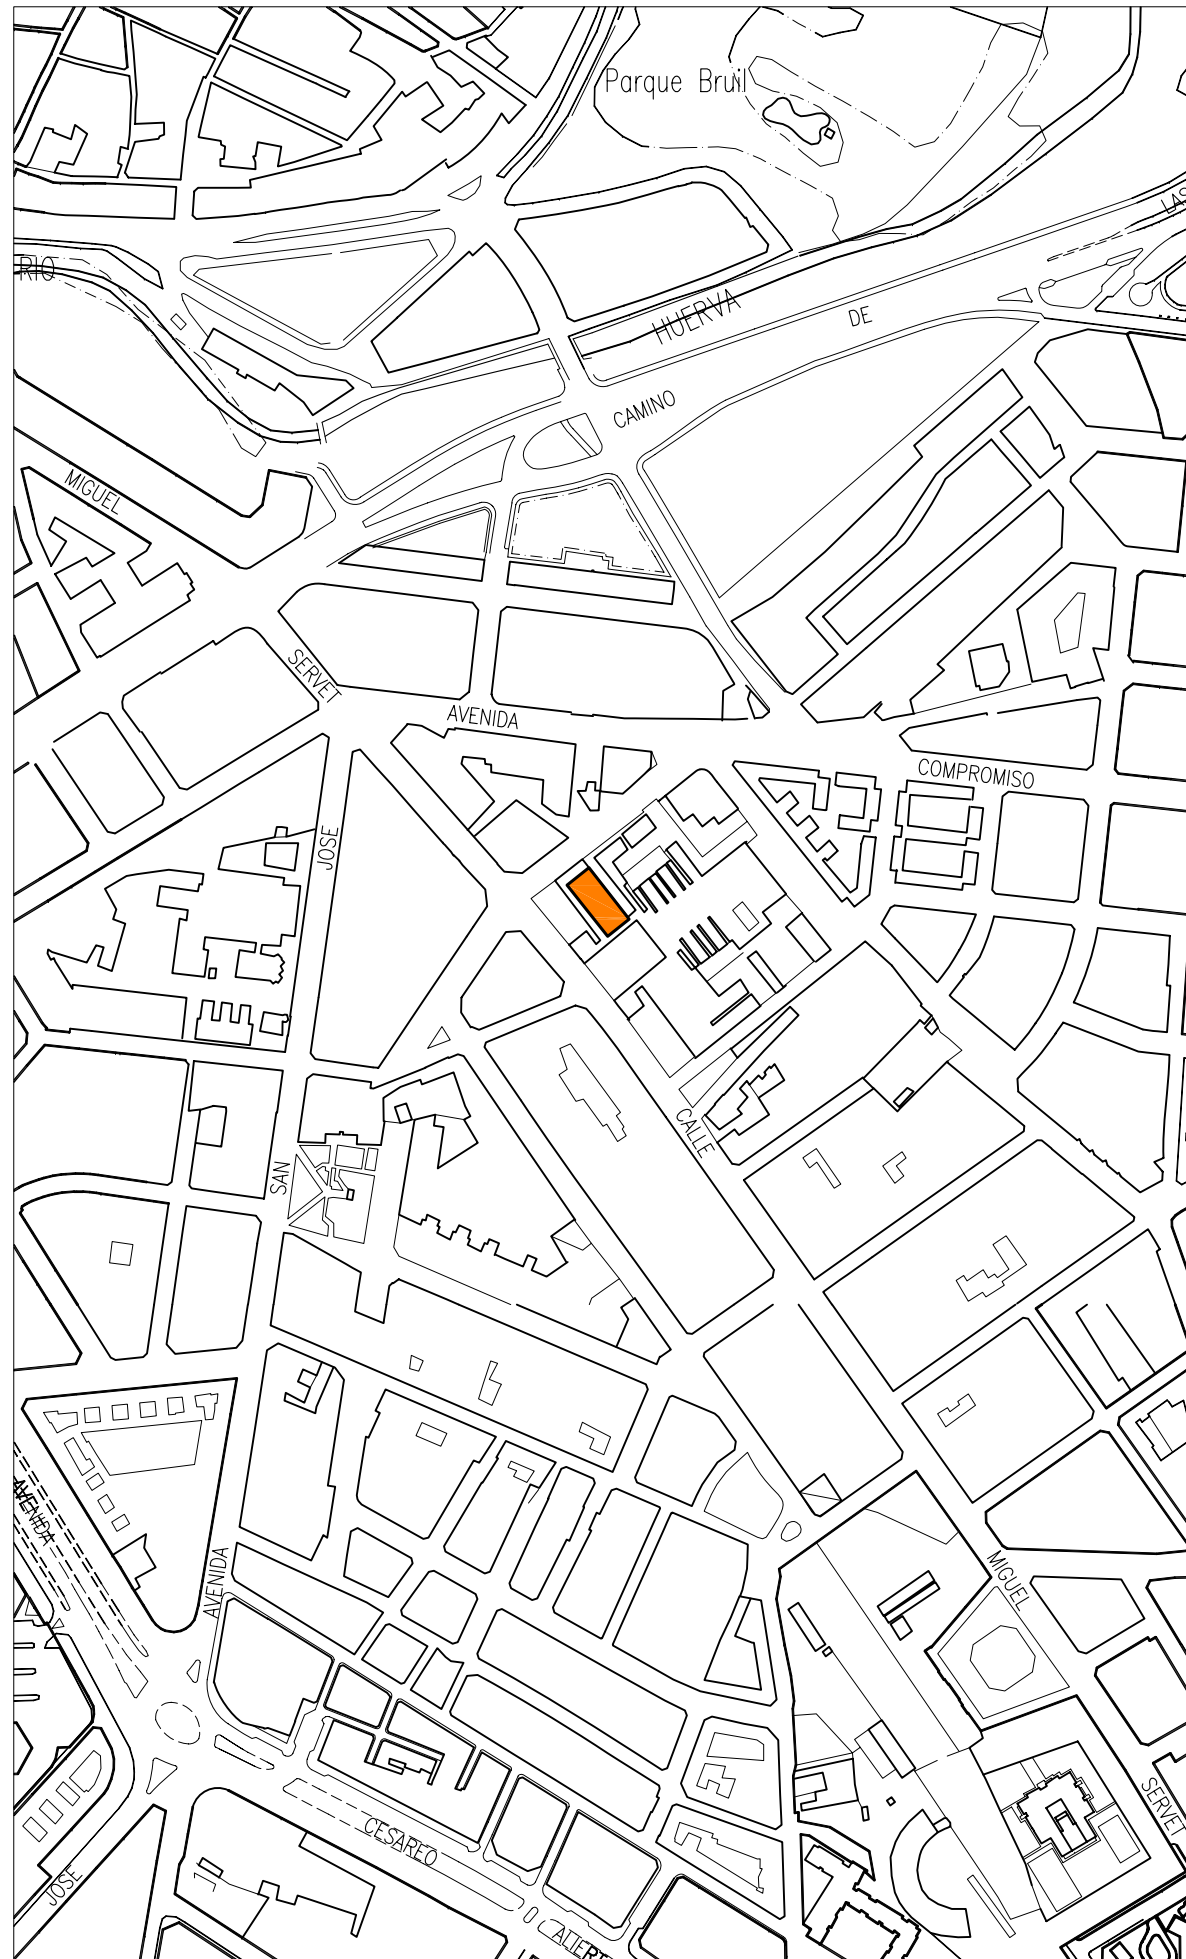 Parque Bruil
LAS
RIO
HUERVA
DE
CAMINO
MIGUEL
SERVET
AVENIDA
COMPROMISO
JOSE
CALLE
SAN
AVENIDA
AVENIDA
MIGUEL
SERVET
CESAREO
JOSE
ALIERT